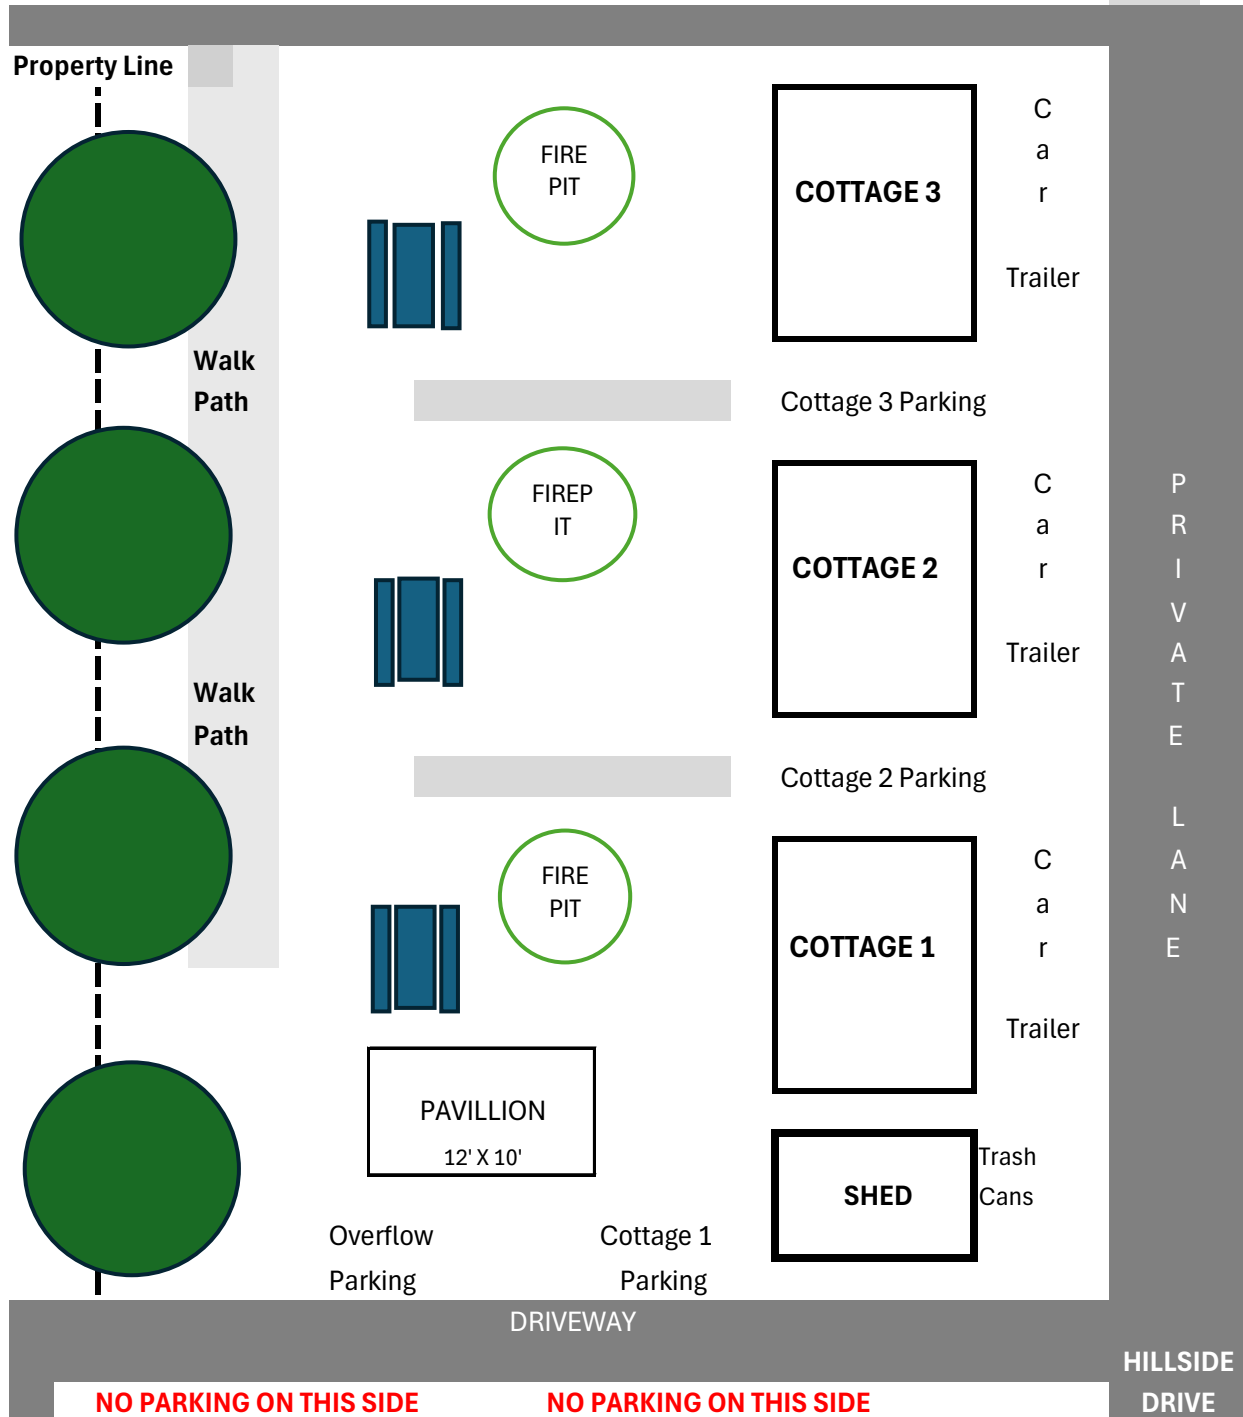 Property Line
FIRE
PIT
COTTAGE 3
C
a
r
Trailer
Walk
Path
Cottage 3 Parking
FIREP
IT
COTTAGE 2
C
a
r
Trailer
Walk
Path
Cottage 2 Parking
FIRE
PIT
COTTAGE 1
C
a
r
Trailer
P
R
I
V
A
T
E
L
A
N
E
PAVILLION
12' X 10'
SHED
Trash
Cans
Overflow
Parking
Cottage 1
Parking
DRIVEWAY
HILLSIDE
DRIVE
NO PARKING ON THIS SIDE
NO PARKING ON THIS SIDE